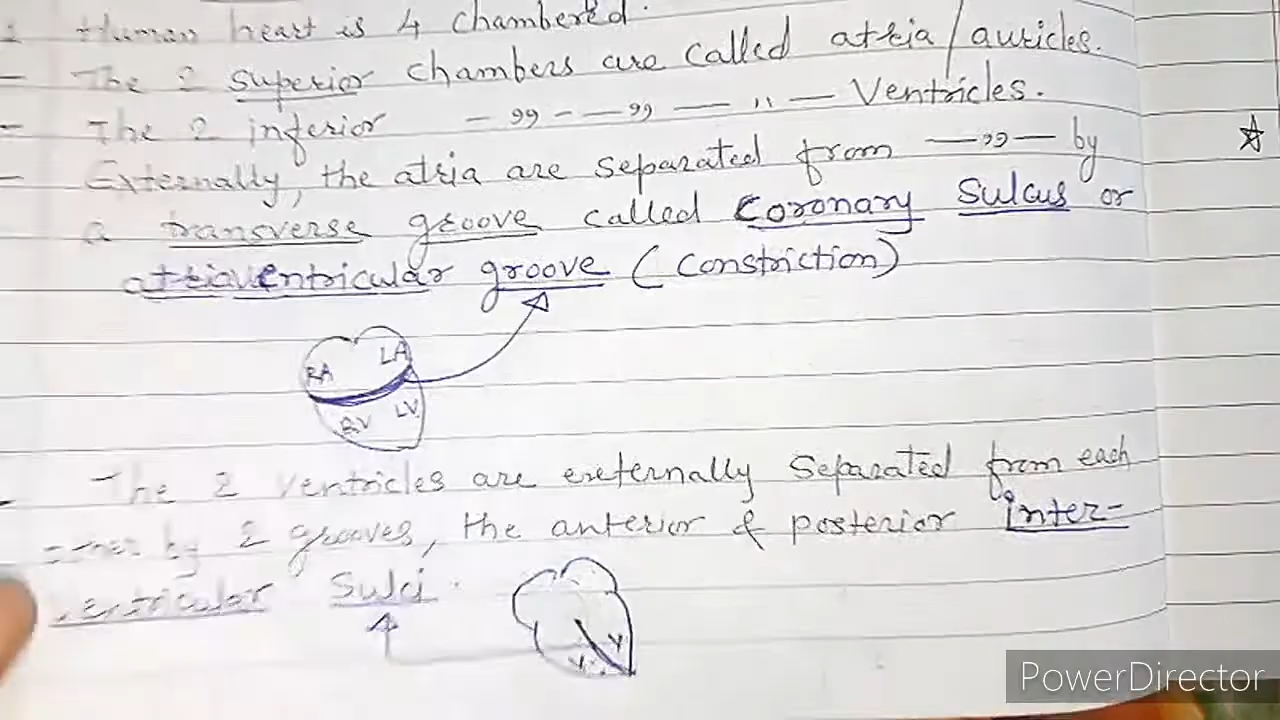 Human heart is 4 chambered.
- The 2 superior chambers are called atria/auricles.
- The 2 inferior -〃- -〃- -〃- Ventricles.
- Externally, the atria are separated from -〃- by
a transverse groove called coronary sulcus or
atrioventricular groove (constriction)
RA LA
RV LV
- The 2 ventricles are externally separated from each
other by 2 grooves, the anterior & posterior inter-
ventricular sulci.
V V
PowerDirector